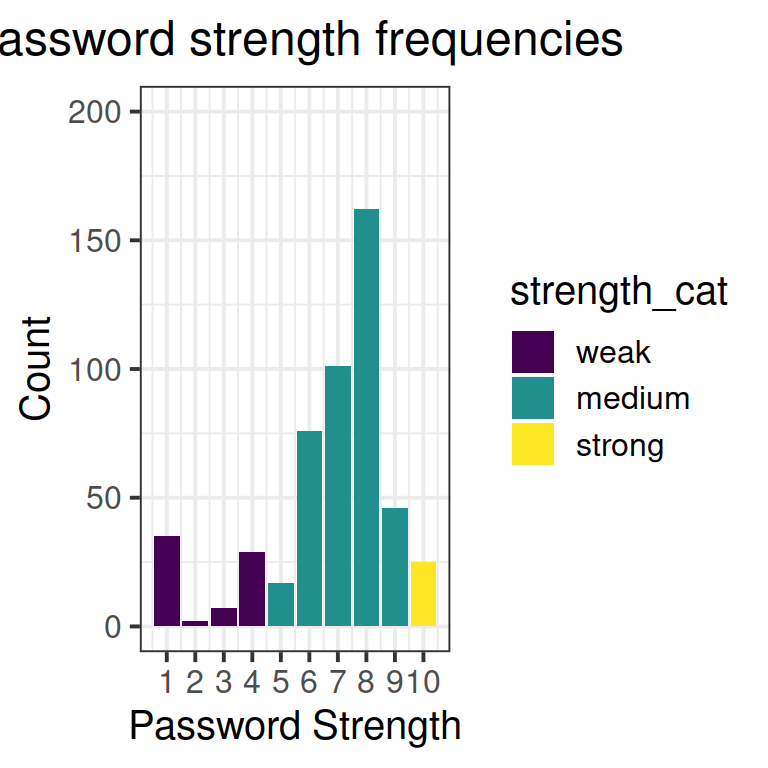 assword strength frequencies
200
150
100
50
0
Count
1 2 3 4 5 6 7 8 9 10
Password Strength
strength_cat
weak
medium
strong